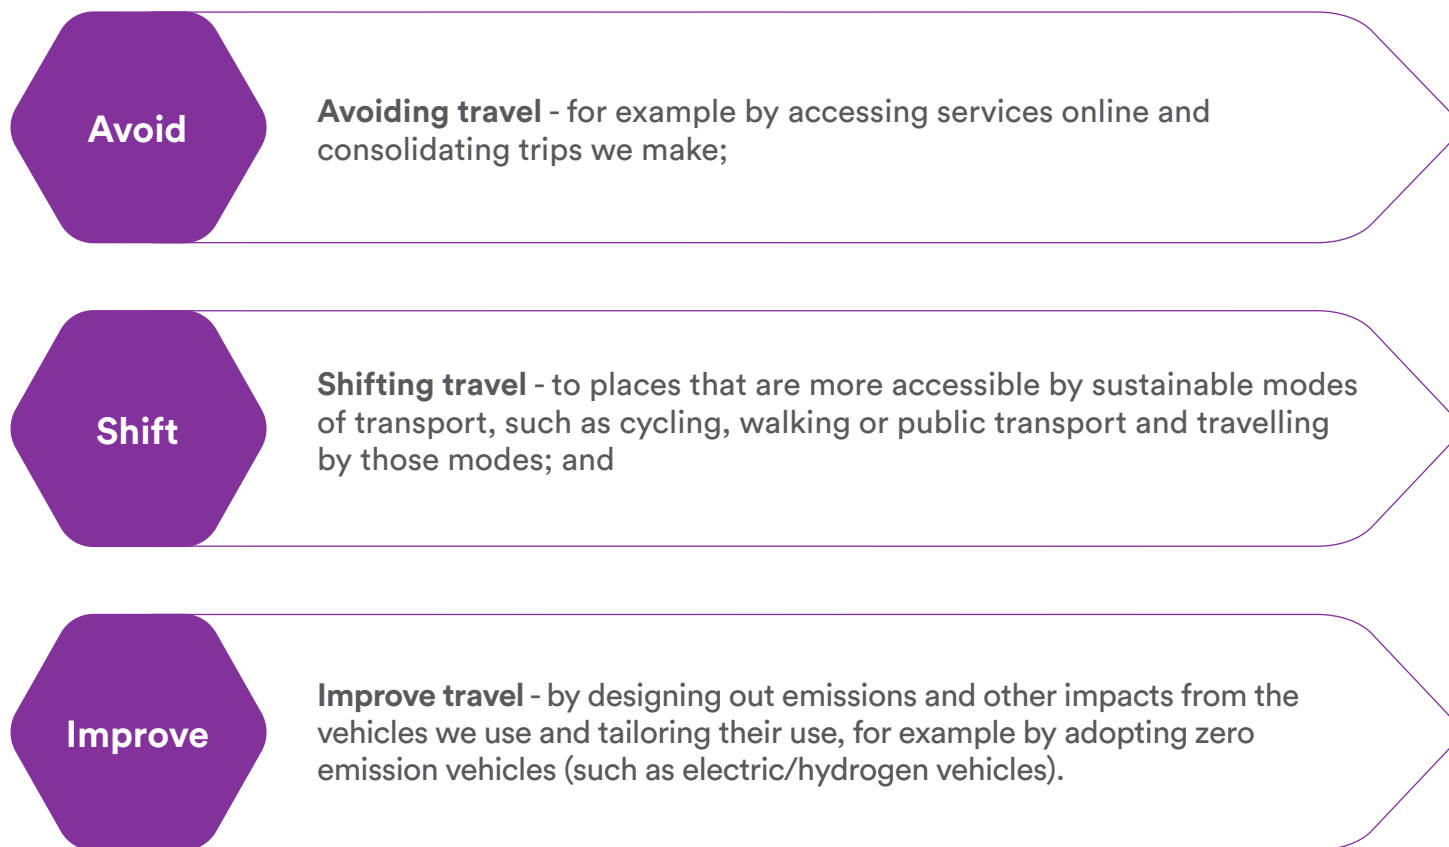 Avoid
Avoiding travel - for example by accessing services online and
consolidating trips we make;
Shift
Shifting travel - to places that are more accessible by sustainable modes
of transport, such as cycling, walking or public transport and travelling
by those modes; and
Improve
Improve travel - by designing out emissions and other impacts from the
vehicles we use and tailoring their use, for example by adopting zero
emission vehicles (such as electric/hydrogen vehicles).